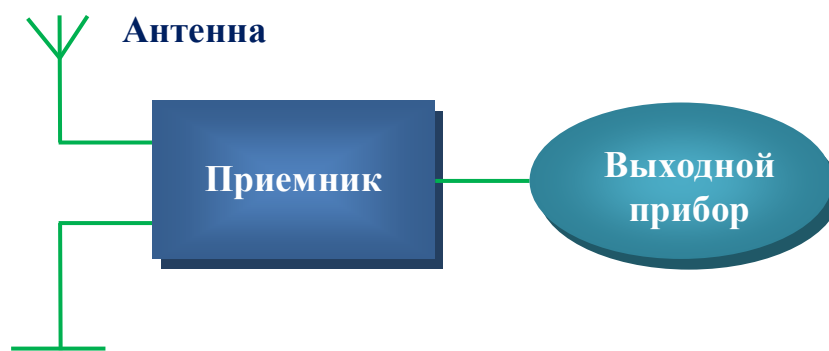 Антенна
Приемник
Выходной
прибор